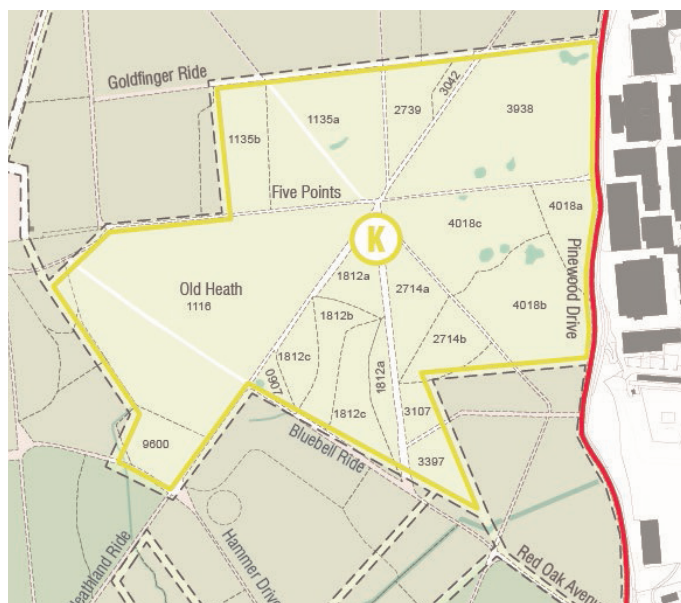 Goldfinger Ride
3042
2739
3938
1135a
1135b
Five Points
4018a
4018c
K
Pinewood Drive
1812a
2714a
Old Heath
1116
4018b
1812b
2714b
1812c
0907
1812a
3107
1812c
9600
Bluebell Ride
3397
Hammer Drive
Heathland Ride
Red Oak